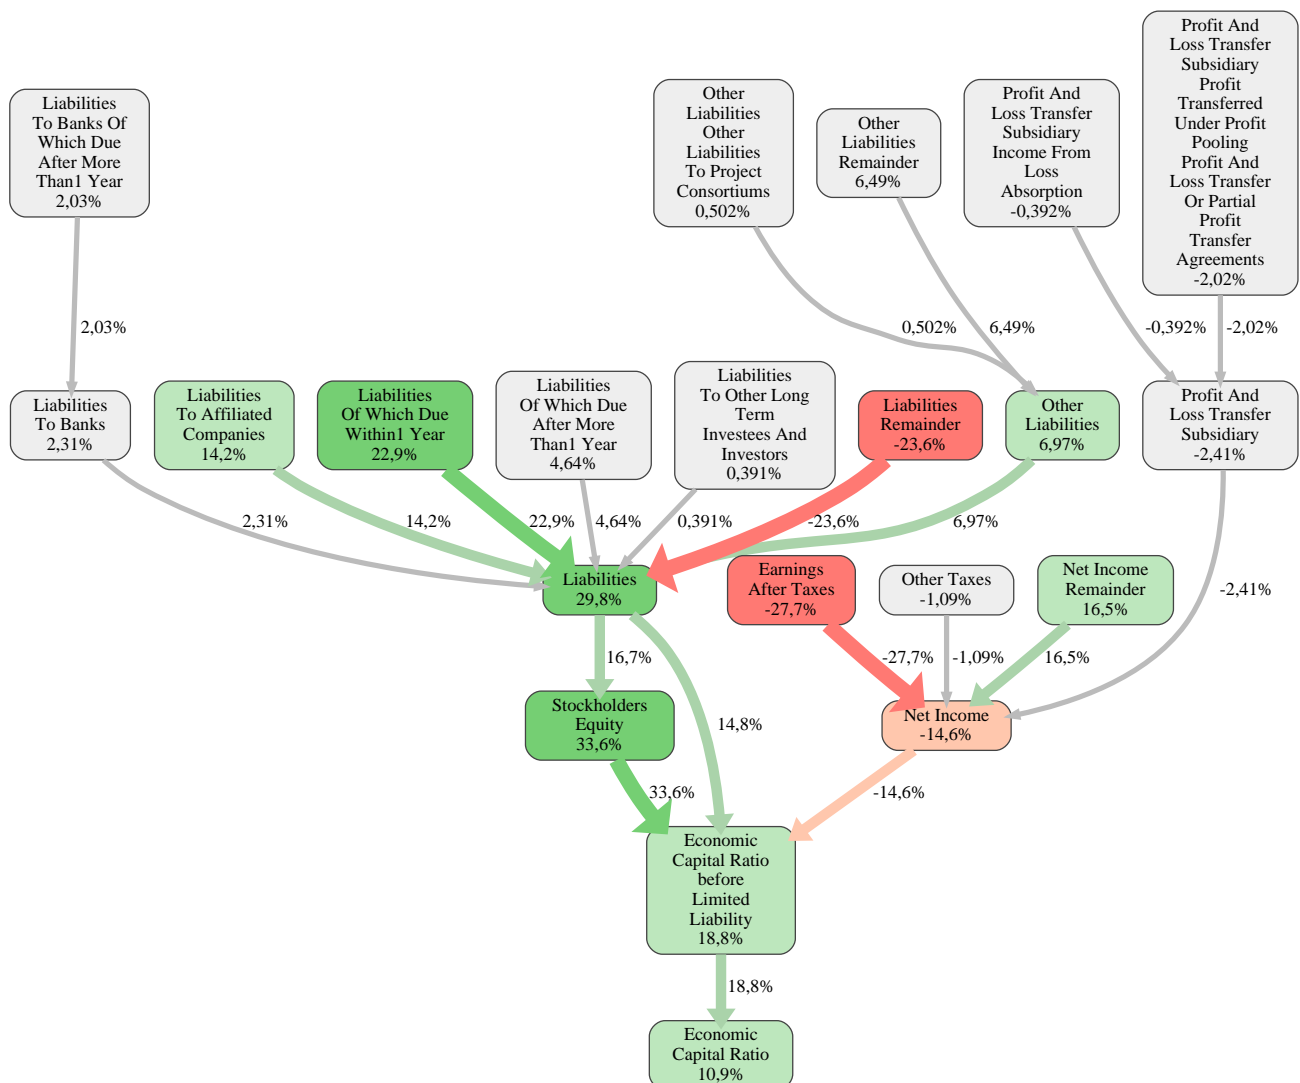 Profit And
Loss Transfer
Subsidiary
Profit
Transferred
Under Profit
Pooling
Profit And
Loss Transfer
Or Partial
Profit
Transfer
Agreements
-2,02%
Liabilities
To Banks Of
Which Due
After More
Than1 Year
2,03%
Other
Liabilities
Other
Liabilities
To Project
Consortiums
0,502%
Other
Liabilities
Remainder
6,49%
Profit And
Loss Transfer
Subsidiary
Income From
Loss
Absorption
-0,392%
2,03%
0,502%
6,49%
-0,392%
-2,02%
Liabilities
To Banks
2,31%
Liabilities
To Affiliated
Companies
14,2%
Liabilities
Of Which Due
Within1 Year
22,9%
Liabilities
Of Which Due
After More
Than1 Year
4,64%
Liabilities
To Other Long
Term
Investees And
Investors
0,391%
Liabilities
Remainder
-23,6%
Other
Liabilities
6,97%
Profit And
Loss Transfer
Subsidiary
-2,41%
2,31%
14,2%
22,9%
4,64%
0,391%
-23,6%
6,97%
Liabilities
29,8%
Earnings
After Taxes
-27,7%
Other Taxes
-1,09%
Net Income
Remainder
16,5%
-2,41%
16,7%
14,8%
-27,7%
-1,09%
16,5%
Stockholders
Equity
33,6%
Net Income
-14,6%
33,6%
-14,6%
Economic
Capital Ratio
before
Limited
Liability
18,8%
18,8%
Economic
Capital Ratio
10,9%